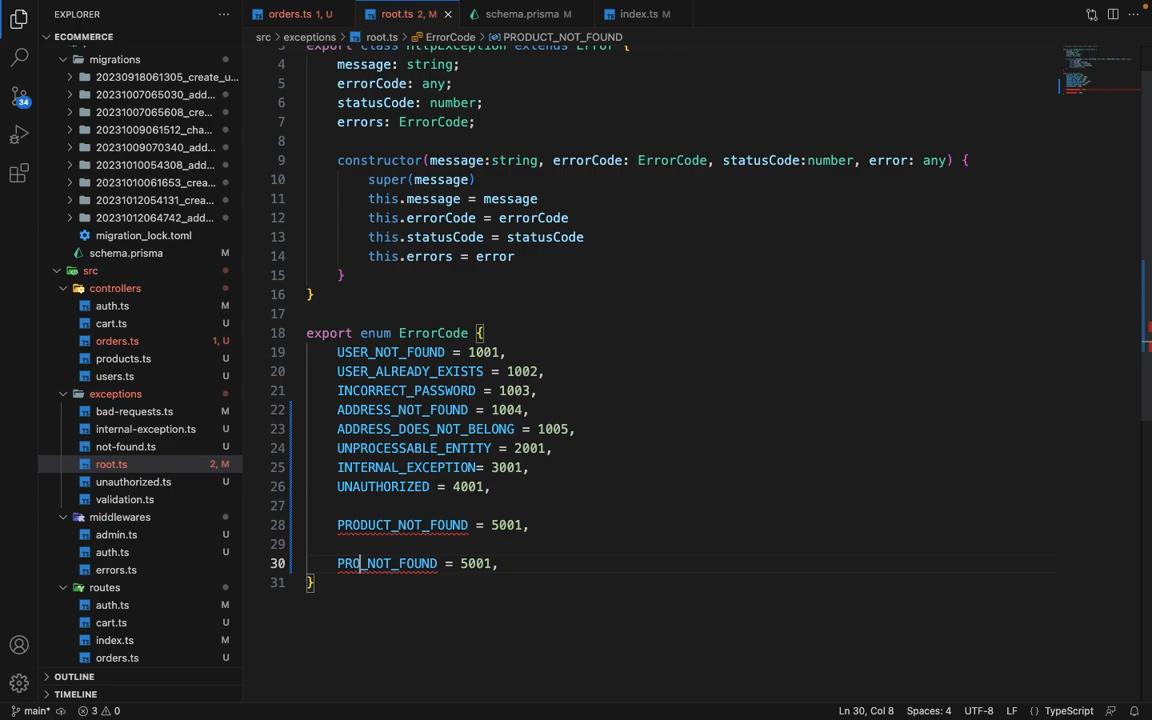 EXPLORER
ECOMMERCE
migrations
20230918061305_create_u...
20231007065030_add...
20231007065608_cre...
20231009061512_cha...
20231009070340_add...
20231010054308_add...
20231010061653_crea...
20231012054131_crea...
20231012064742_add...
migration_lock.toml
schema.prisma M
src
controllers
auth.ts M
cart.ts U
orders.ts 1, U
products.ts U
users.ts U
exceptions
bad-requests.ts M
internal-exception.ts
not-found.ts U
root.ts 2, M
unauthorized.ts U
validation.ts
middlewares
admin.ts U
auth.ts U
errors.ts
routes
auth.ts M
cart.ts U
index.ts M
orders.ts U
OUTLINE
TIMELINE
34
orders.ts 1, U
root.ts 2, M
schema.prisma M
index.ts M
src > exceptions > root.ts > ErrorCode > PRODUCT_NOT_FOUND
3 export class HttpException extends Error {
4 message: string;
5 errorCode: any;
6 statusCode: number;
7 errors: ErrorCode;
8
9 constructor(message:string, errorCode: ErrorCode, statusCode:number, error: any) {
10 super(message)
11 this.message = message
12 this.errorCode = errorCode
13 this.statusCode = statusCode
14 this.errors = error
15 }
16 }
17
18 export enum ErrorCode {
19 USER_NOT_FOUND = 1001,
20 USER_ALREADY_EXISTS = 1002,
21 INCORRECT_PASSWORD = 1003,
22 ADDRESS_NOT_FOUND = 1004,
23 ADDRESS_DOES_NOT_BELONG = 1005,
24 UNPROCESSABLE_ENTITY = 2001,
25 INTERNAL_EXCEPTION= 3001,
26 UNAUTHORIZED = 4001,
27
28 PRODUCT_NOT_FOUND = 5001,
29
30 PRO_NOT_FOUND = 5001,
31 }
main* 3 0 Ln 30, Col 8 Spaces: 4 UTF-8 LF { } TypeScript